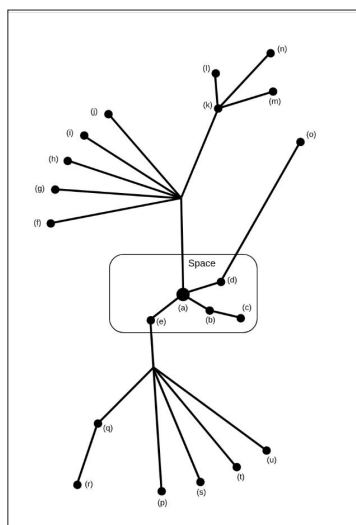 (n)
(l)
(m)
(k)
(j)
(i)
(o)
(h)
(g)
(f)
Space
(d)
(a)
(c)
(b)
(e)
(q)
(u)
(t)
(r)
(s)
(p)